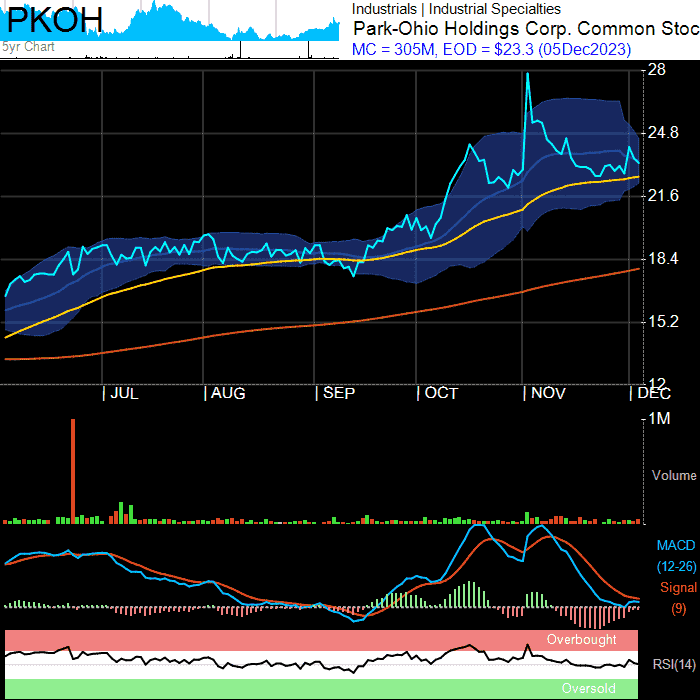 PKOH
5yr Chart
Industrials | Industrial Specialties
Park-Ohio Holdings Corp. Common Stoc
MC = 305M, EOD = $23.3 (05Dec2023)
28
24.8
21.6
18.4
15.2
12
| JUL | AUG | SEP | OCT | NOV | DEC
1M
Volume
MACD
(12-26)
Signal
(9)
Overbought
RSI(14)
Oversold